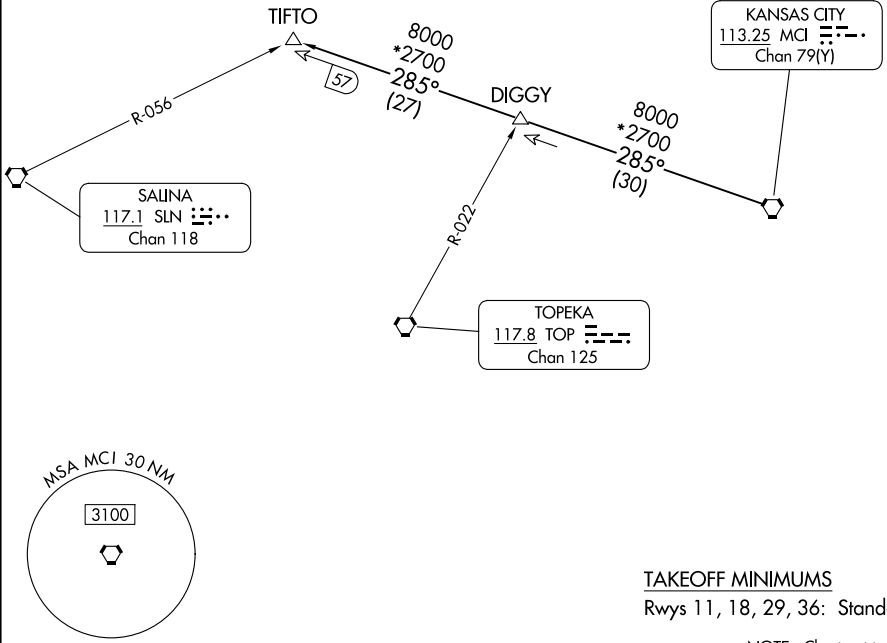 TIFTO
8000
*2700
285°
(27)
57
DIGGY
8000
*2700
285°
(30)
KANSAS CITY
113.25 MCI
Chan 79(Y)
R-056
SALINA
117.1 SLN
Chan 118
R-022
TOPEKA
117.8 TOP
Chan 125
MSA MCI 30 NM
3100
TAKEOFF MINIMUMS
Rwys 11, 18, 29, 36: Stand